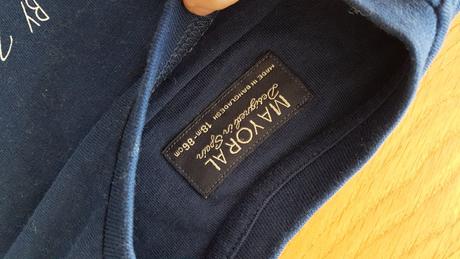 MAYORAL
Designed in Spain
MADE IN BANGLADESH 18m-86cm
BY